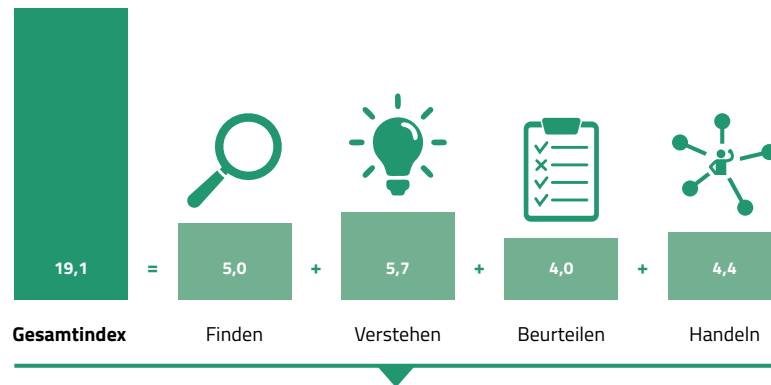 19,1 = 5,0 + 5,7 + 4,0 + 4,4
Gesamtindex Finden Verstehen Beurteilen Handeln